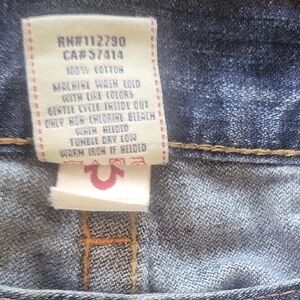 RN#112790
CA#57414
100% COTTON
MACHINE WASH COLD
WITH LIKE COLORS
GENTLE CYCLE INSIDE OUT
ONLY NON-CHLORINE BLEACH
WHEN NEEDED
TUMBLE DRY LOW
WARM IRON IF NEEDED